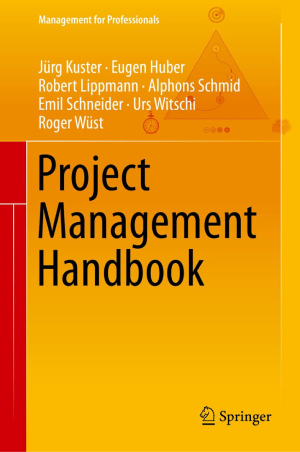 Management for Professionals
Jürg Kuster · Eugen Huber
Robert Lippmann · Alphons Schmid
Emil Schneider · Urs Witschi
Roger Wüst
Project
Management
Handbook
Springer